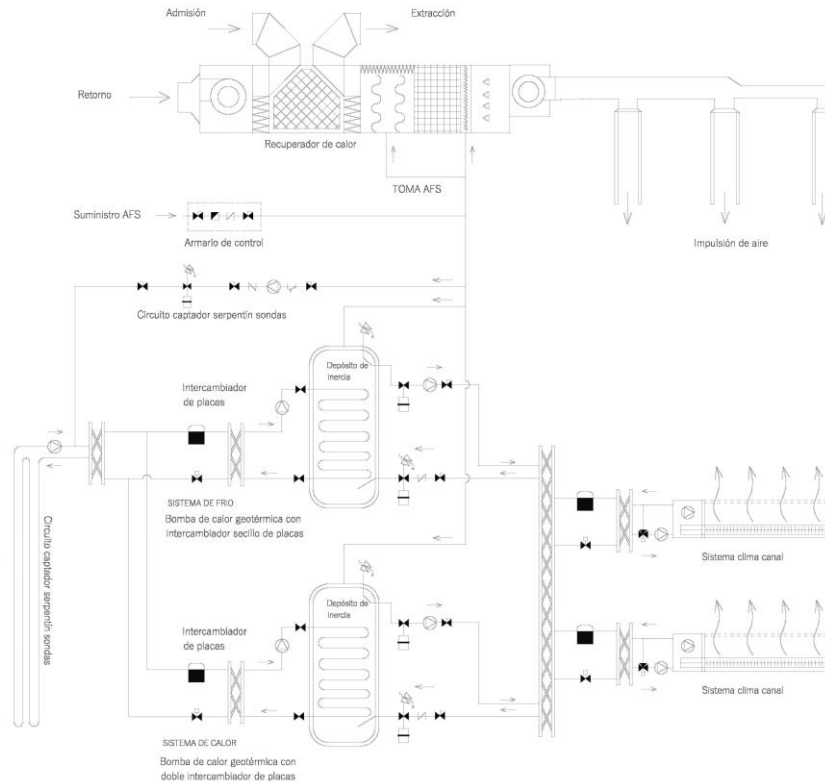 Admisión
Extracción
Retorno
Recuperador de calor
TOMA AFS
Suministro AFS
Armario de control
Impulsión de aire
Circuito captador serpentín sondas
Depósito de
inercia
Intercambiador
de placas
SISTEMA DE FRIO
Bomba de calor geotérmica con
intercambiador secillo de placas
Circuito captador serpentín sondas
Sistema clima canal
Depósito de
inercia
Intercambiador
de placas
Sistema clima canal
SISTEMA DE CALOR
Bomba de calor geotérmica con
doble intercambiador de placas